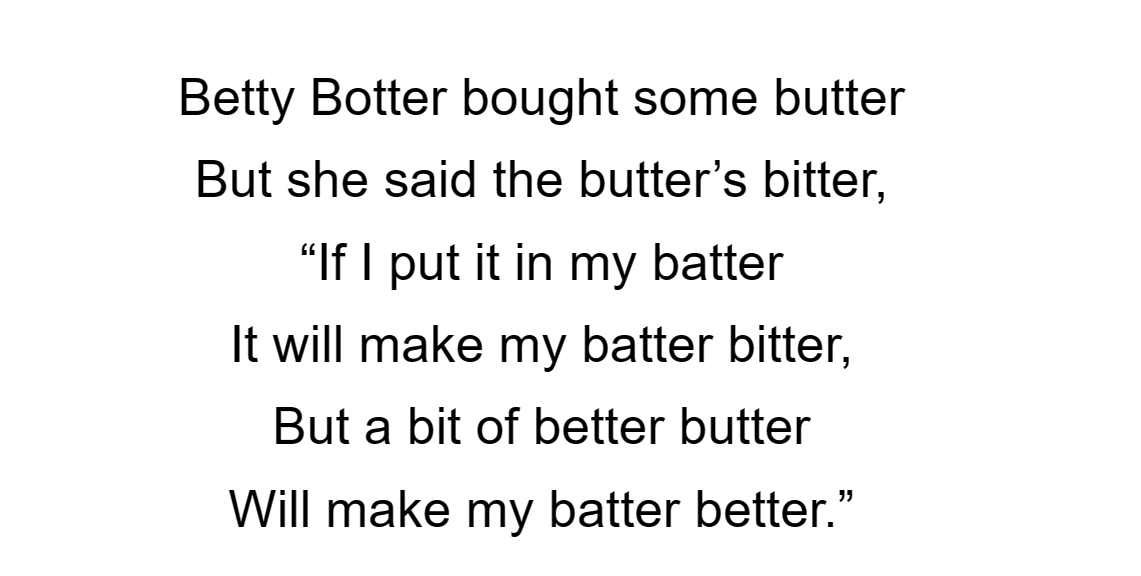 Betty Botter bought some butter
But she said the butter’s bitter,
“If I put it in my batter
It will make my batter bitter,
But a bit of better butter
Will make my batter better.”